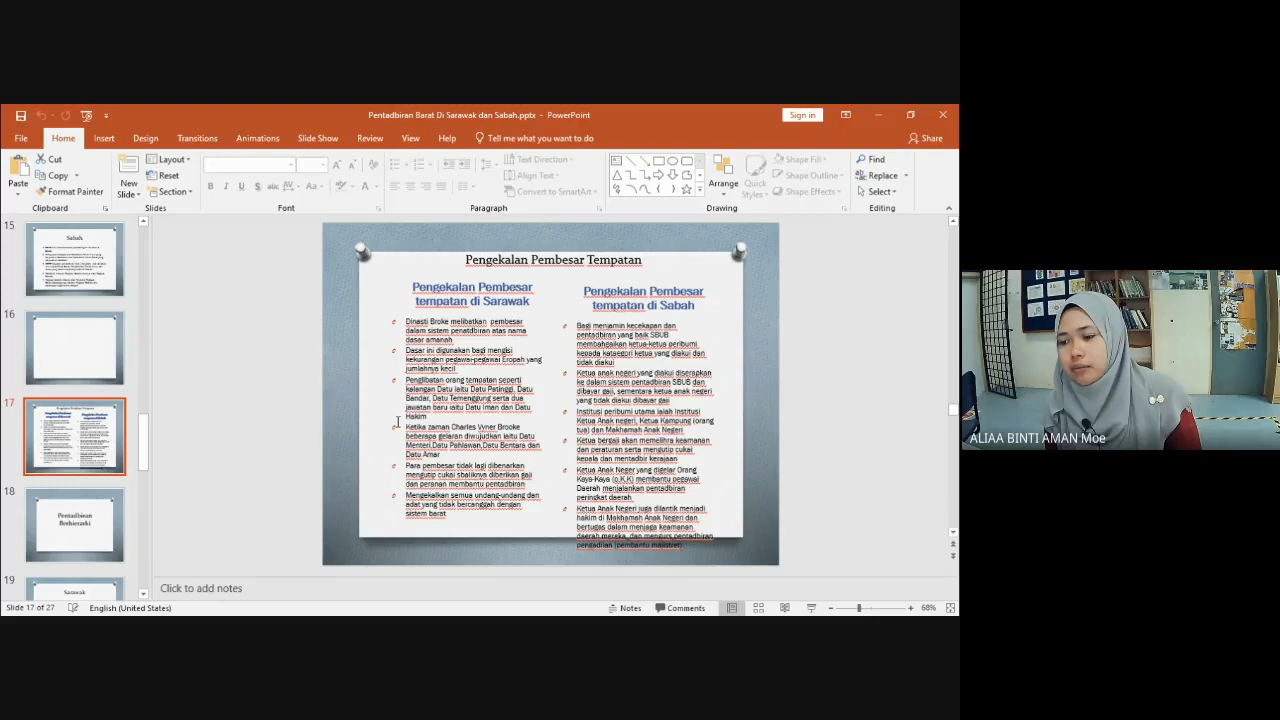 Pentadbiran Barat Di Sarawak dan Sabah.pptx - PowerPoint
Sign in
File
Home
Insert
Design
Transitions
Animations
Slide Show
Review
View
Help
Tell me what you want to do
Share
Paste
Cut
Copy
Format Painter
Clipboard
New Slide
Layout
Reset
Section
Slides
Font
Text Direction
Align Text
Convert to SmartArt
Paragraph
Arrange
Quick Styles
Shape Fill
Shape Outline
Shape Effects
Drawing
Find
Replace
Select
Editing
15
Sabah
16
17
18
Pentadbiran
Berhierarki
19
Sarawak
Pengekalan Pembesar Tempatan
Pengekalan Pembesar
tempatan di Sarawak
Dinasti Broke melibatkan pembesar
dalam sistem penatdbiran atas nama
dasar amanah
Dasar ini digunakan bagi mengisi
kekurangan pegawai-pegawai Eropah yang
jumlahnya kecil
Penglibatan orang tempatan seperti
kalangan Datu iaitu Datu Patinggi, Datu
Bandar, Datu Temenggung serta dua
jawatan baru iaitu Datu Iman dan Datu
Hakim
Ketika zaman Charles Vyner Brooke
beberapa gelaran diwujudkan iaitu Datu
Menteri,Datu Pahlawan,Datu Bentara dan
Datu Amar
Para pembesar tidak lagi dibenarkan
mengutip cukai sbaliknya diberikan gaji
dan peranan membantu pentadbiran
Mengekalkan semua undang-undang dan
adat yang tidak bercanggah dengan
sistem barat
Pengekalan Pembesar
tempatan di Sabah
Bagi menjamin kecekapan dan
pentadbiran yang baik SBUB
membahgaikan ketua-ketua peribumi
kepada kataegori ketua yang diakui dan
tidak diakui
Ketua anak negeri yang diakui diserapkan
ke dalam sistem pentadbiran SBUB dan
dibayar gaji, sementara ketua anak negeri
yang tidak diakui dibayar gaji
Institusi peribumi utama ialah Institusi
Ketua Anak negeri, Ketua Kampung (orang
tua) dan Makhamah Anak Negeri
Ketua bergaji akan memelihra keamanan
dan peraturan serta mengutip cukai
kepala dan mentadbir kerajaan
Ketua Anak Neger yang digelar Orang
Kaya-Kaya (o.K.K) membantu pegawai
Daerah menjalankan pentadbiran
peringkat daerah
Ketua Anak Negeri juga dilantik menjadi
hakim di Makhamah Anak Negeri dan
bertugas dalam menjaga keamanan
daerah mereka, dan mengurs pentadbiran
pengadilan (pembantu majistret)
Click to add notes
Slide 17 of 27
English (United States)
Notes
Comments
68%
ALIAA BINTI AMAN Moe